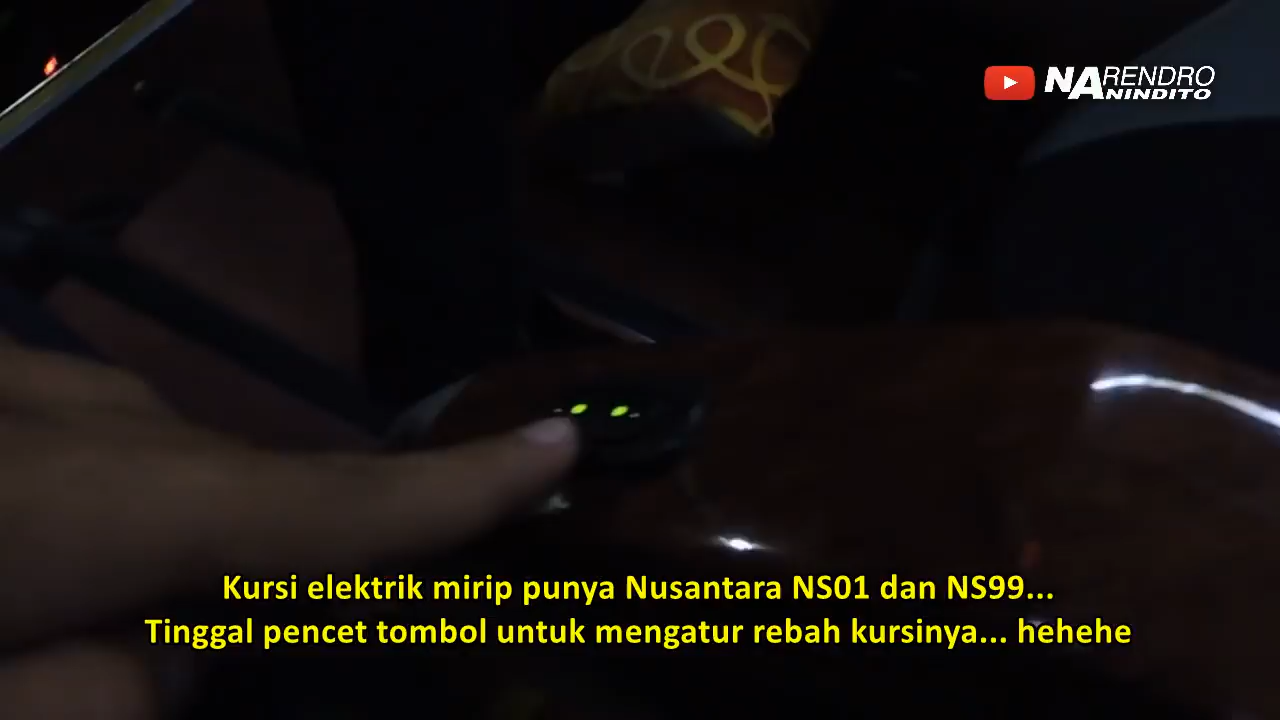 NARENDRO
ANINDITO
Kursi elektrik mirip punya Nusantara NS01 dan NS99...
Tinggal pencet tombol untuk mengatur rebah kursinya... hehehe